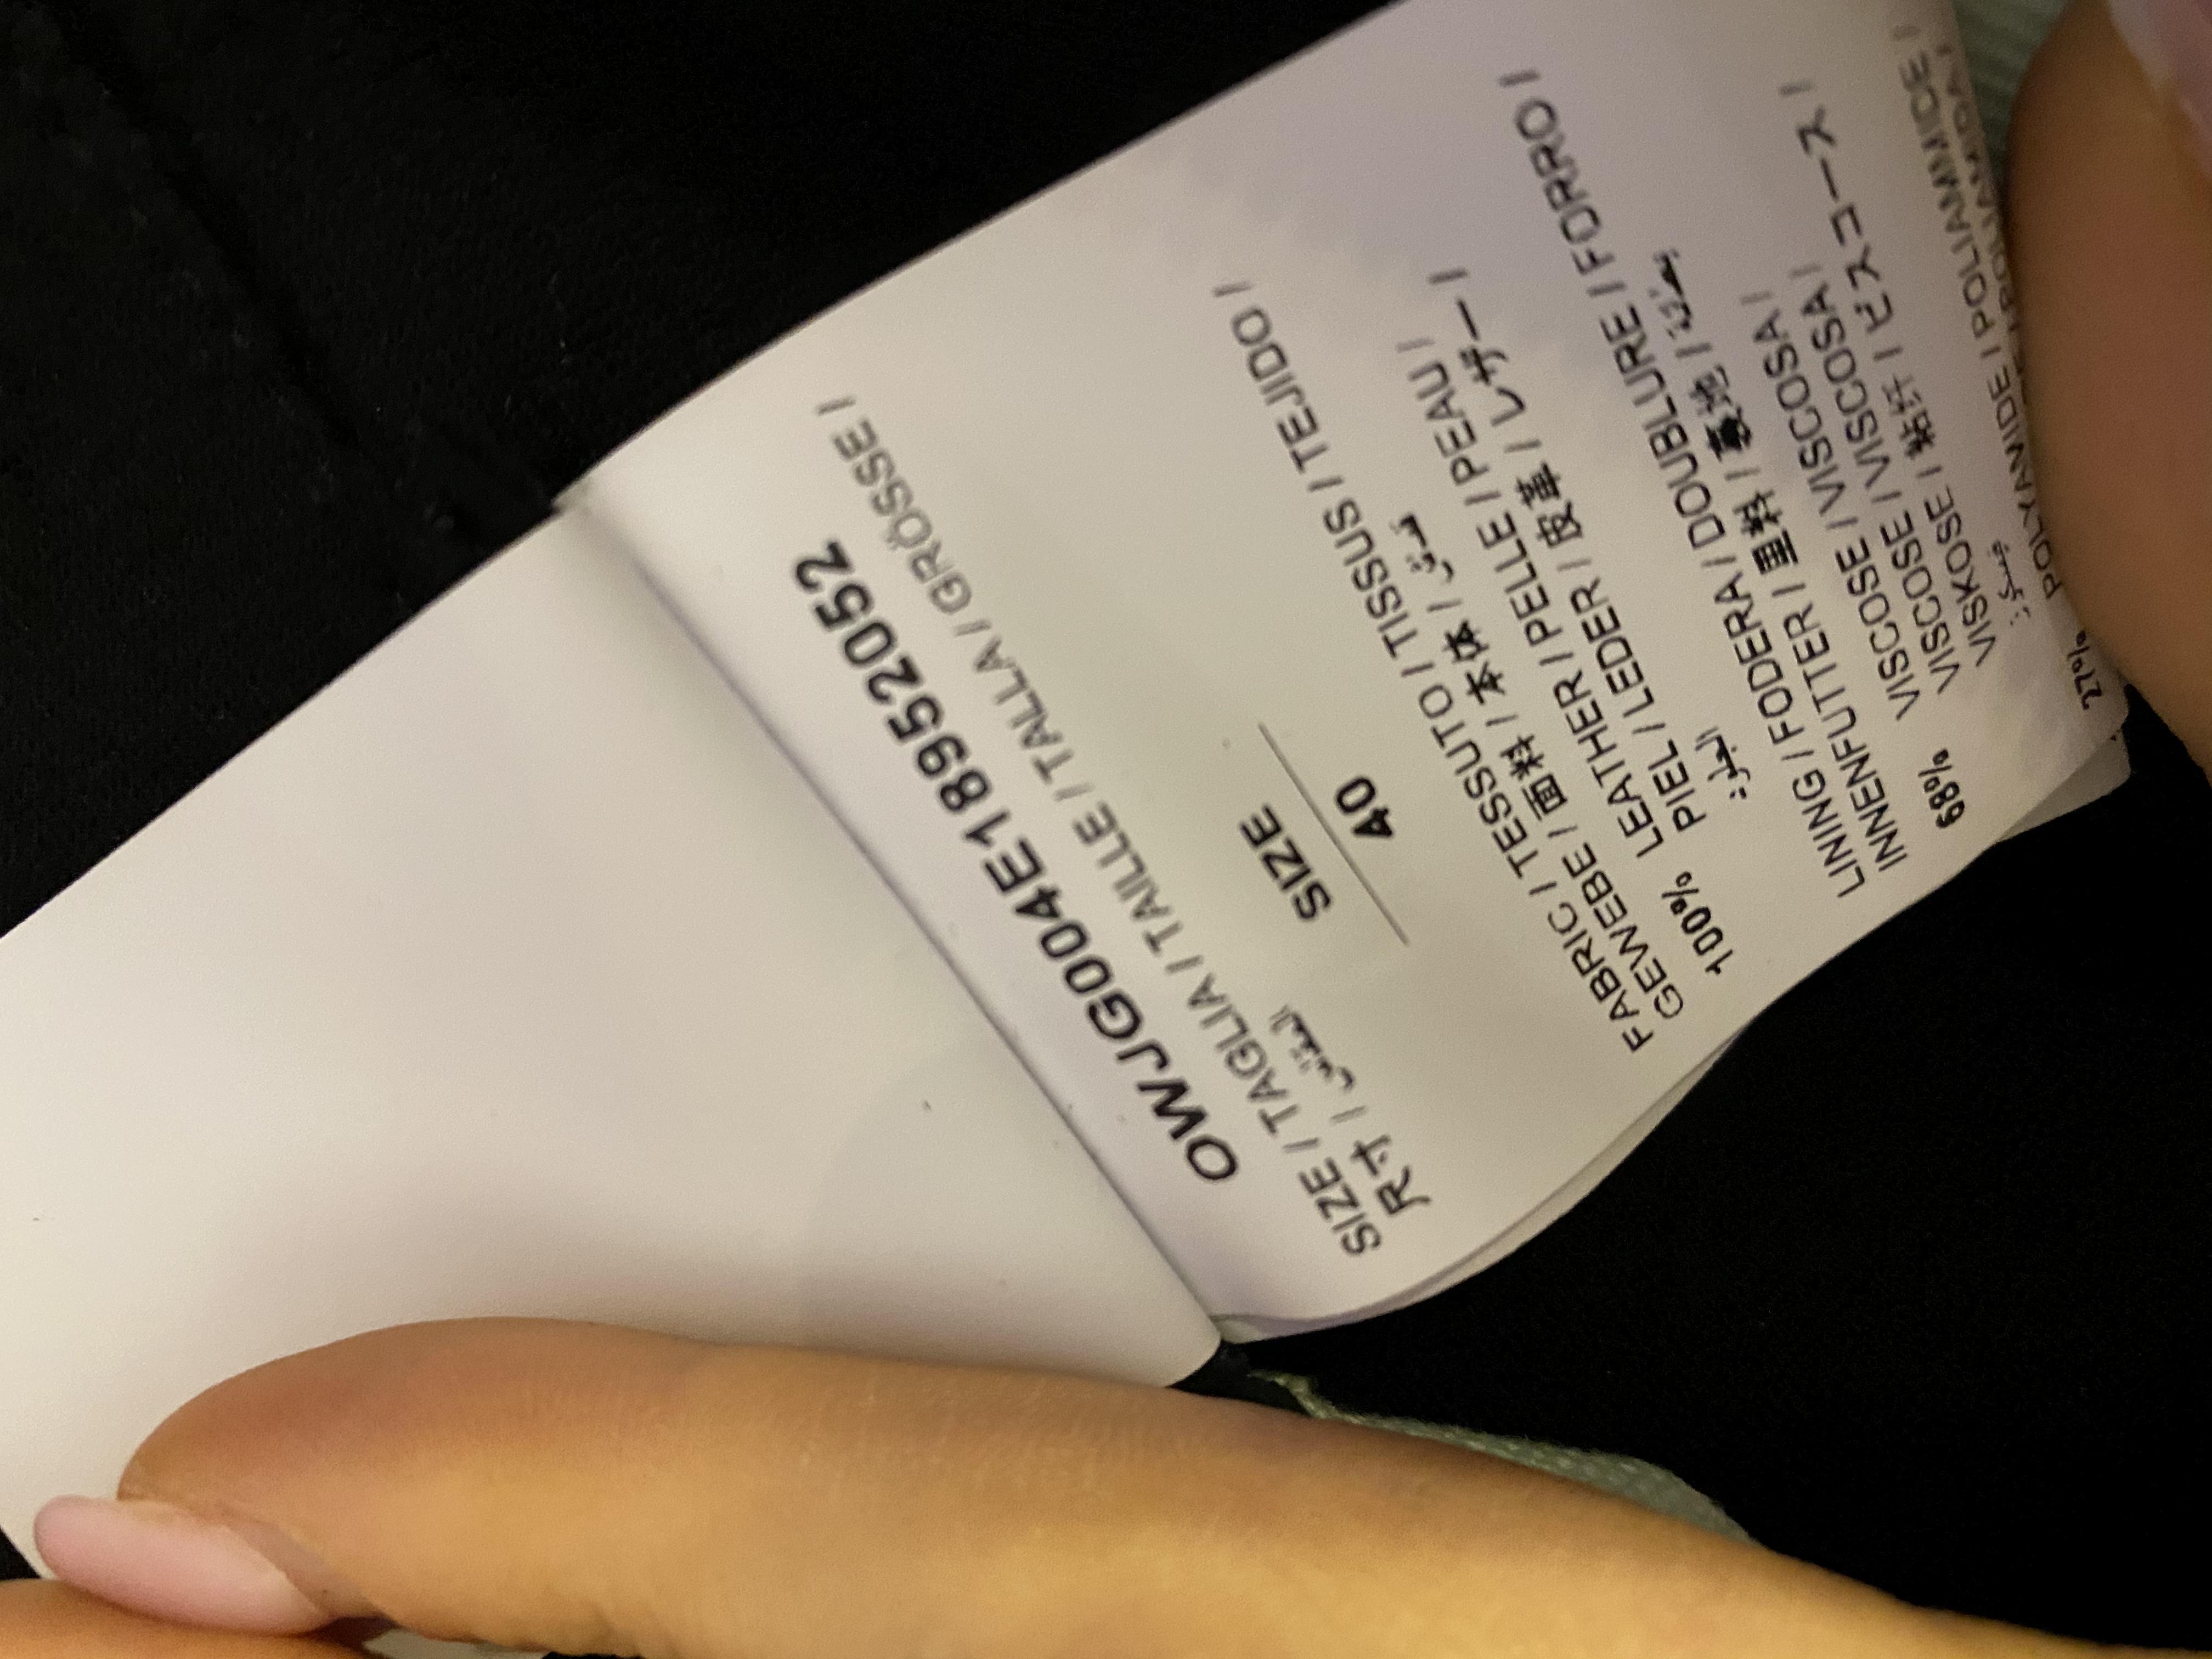 OWJG004E18952052
SIZE / TAGLIA / TAILLE / TALLA / GRÖSSE /
尺寸 / المقاس
SIZE
40
FABRIC / TESSUTO / TISSUS / TEJIDO /
GEWEBE / 面料 / 本体 / قماش
100% LEATHER / PELLE / PEAU /
PIEL / LEDER / 皮革 / レザー /
LINING / FODERA / DOUBLURE / FORRO /
INNENFUTTER / 里料 / 裏地 / بطانة
68% VISCOSE / VISCOSA /
VISCOSE / VISCOSA /
VISKOSE / 粘纤 / ビスコース /
27% POLYAMIDE / POLIAMMIDE /